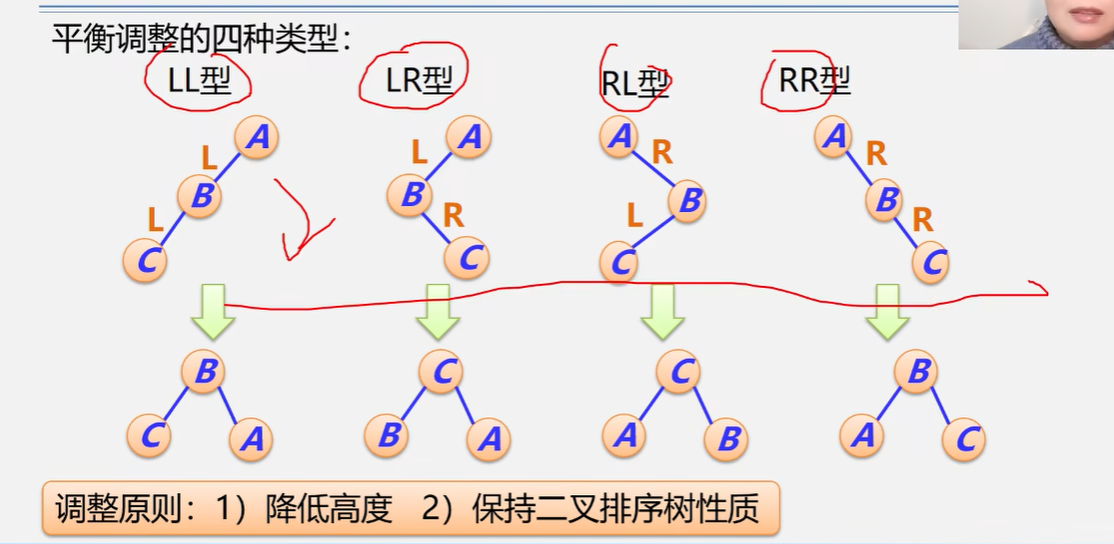 平衡调整的四种类型：
LL型 LR型 RL型 RR型
A A A A
L L R R
B B B B
L R L R
C C C C
B C C B
C A B A A B A C
调整原则：1）降低高度 2）保持二叉排序树性质